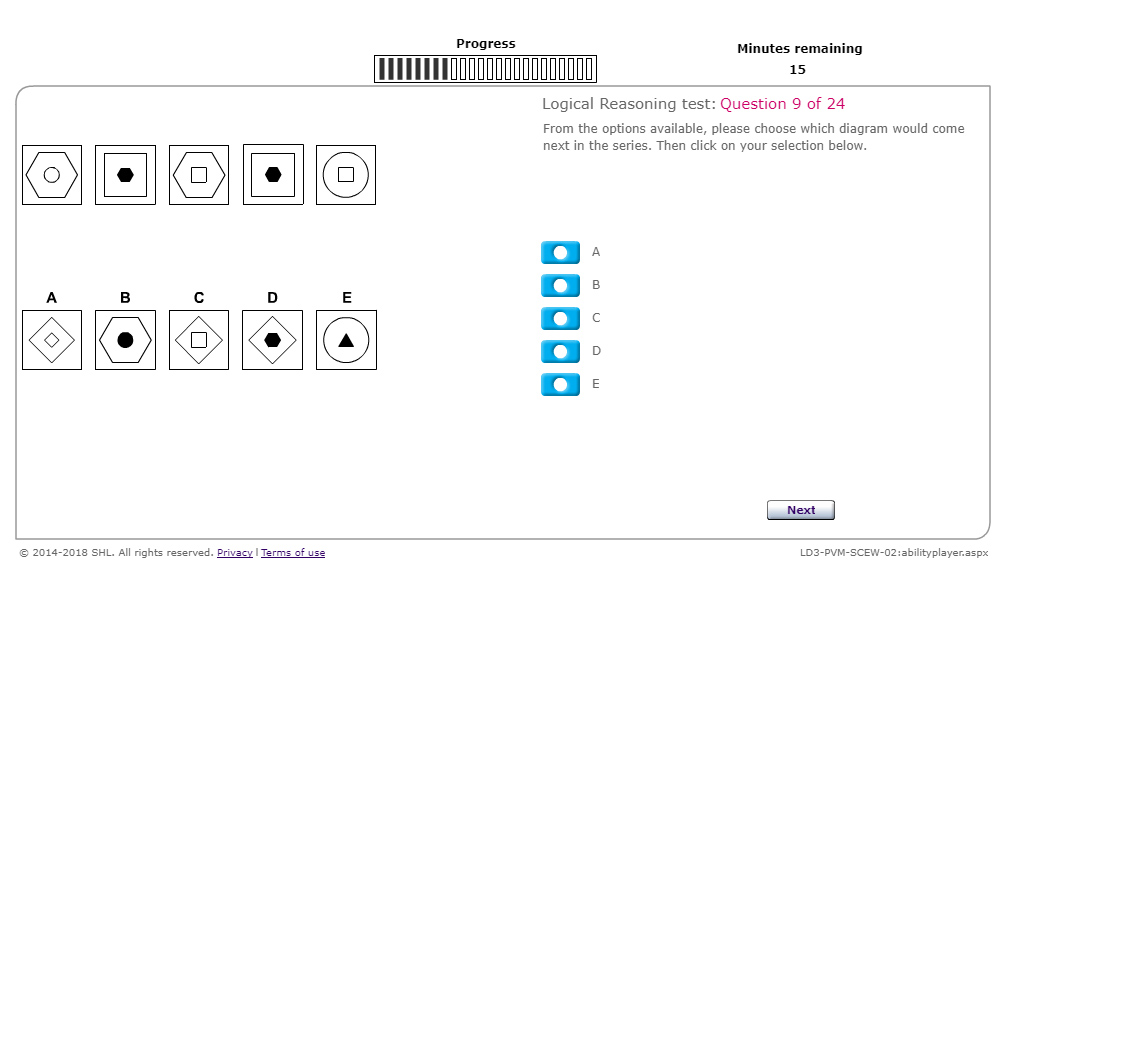 Progress
Minutes remaining
15
Logical Reasoning test: Question 9 of 24
From the options available, please choose which diagram would come
next in the series. Then click on your selection below.
A B C D E
A
B
C
D
E
Next
© 2014-2018 SHL. All rights reserved. Privacy | Terms of use
LD3-PVM-SCEW-02:abilityplayer.aspx